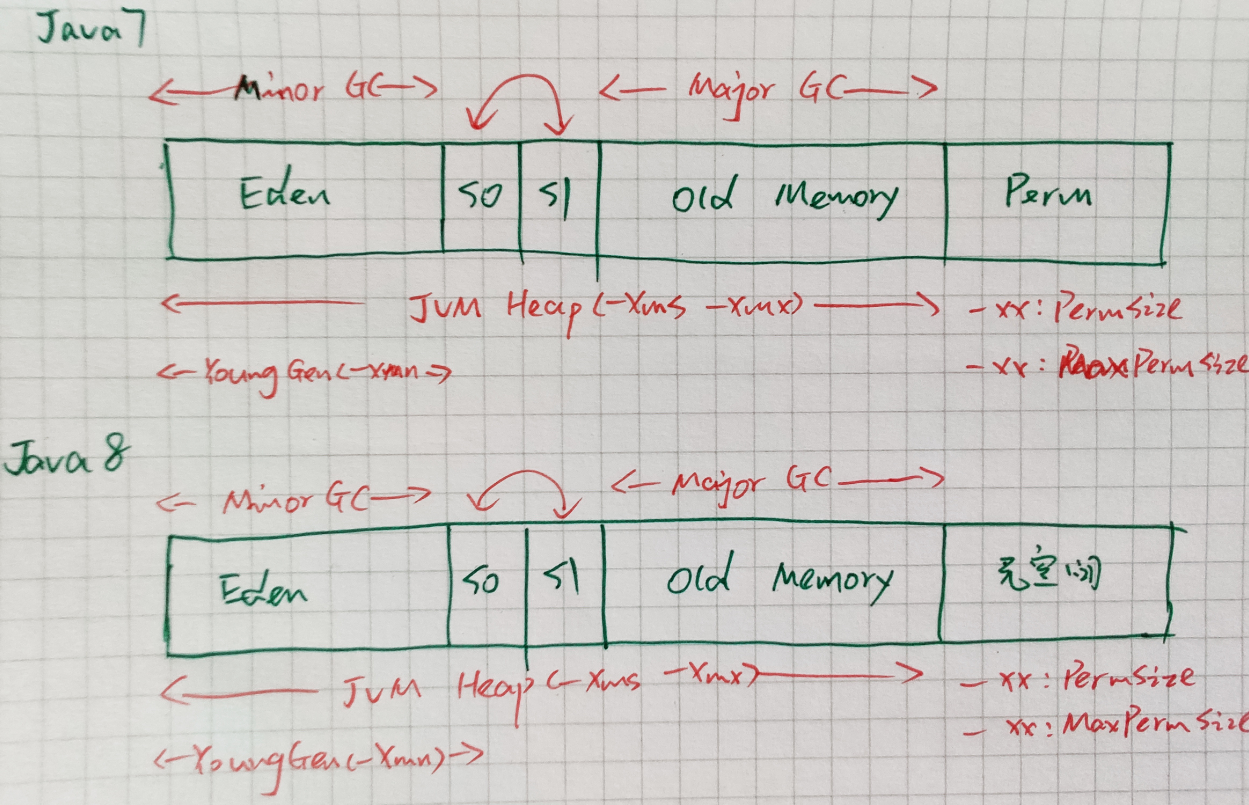 Java7
Minor GC Major GC
Eden S0 S1 Old Memory Perm
JVM Heap (-Xms -Xmx) -xx: PermSize
Young Gen (-xmn -xx: MaxPermSize
Java 8
Minor GC Major GC
Eden S0 S1 Old Memory 元空间
JVM Heap (-Xms -Xmx) -xx: PermSize
Young Gen (-Xmn) -xx: MaxPermSize